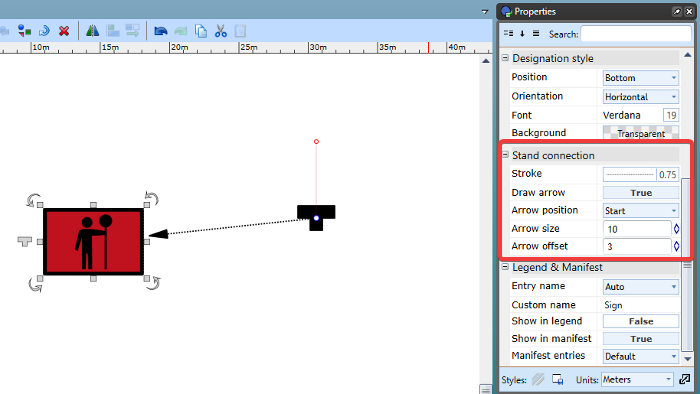 Properties
Search:
10m 15m 20m 25m 30m 35m 40m
Designation style
Position Bottom
Orientation Horizontal
Font Verdana 19
Background Transparent
Stand connection
Stroke 0.75
Draw arrow True
Arrow position Start
Arrow size 10
Arrow offset 3
Legend & Manifest
Entry name Auto
Custom name Sign
Show in legend False
Show in manifest True
Manifest entries Default
Styles: Units: Meters